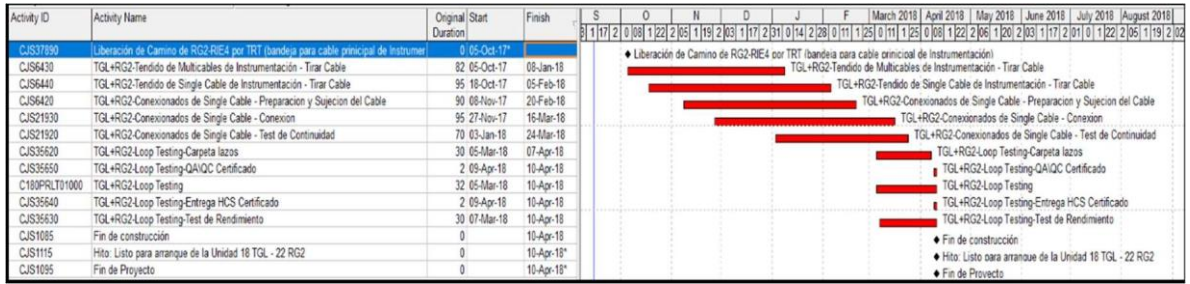 Activity ID Activity Name Original Duration Start Finish S O N D J F March 2018 April 2018 May 2018 June 2018 July 2018 August 2018
CJS37890 Liberación de Camino de RG2-RIE4 por TRT (bandeja para cable prinicipal de Instrumer 0 05-Oct-17* Liberación de Camino de RG2-RIE4 por TRT (bandeja para cable prinicipal de Instrumentación)
CJS6430 TGL+RG2-Tendido de Multicables de Instrumentación - Tirar Cable 82 05-Oct-17 08-Jan-18 TGL+RG2-Tendido de Multicables de Instrumentación - Tirar Cable
CJS6440 TGL+RG2-Tendido de Single Cable de Instrumentación - Tirar Cable 95 18-Oct-17 05-Feb-18 TGL+RG2-Tendido de Single Cable de Instrumentación - Tirar Cable
CJS6420 TGL+RG2-Conexionados de Single Cable - Preparacion y Sujecion del Cable 90 08-Nov-17 20-Feb-18 TGL+RG2-Conexionados de Single Cable - Preparacion y Sujecion del Cable
CJS21930 TGL+RG2-Conexionados de Single Cable - Conexion 95 27-Nov-17 16-Mar-18 TGL+RG2-Conexionados de Single Cable - Conexion
CJS21920 TGL+RG2-Conexionados de Single Cable - Test de Continuidad 70 03-Jan-18 24-Mar-18 TGL+RG2-Conexionados de Single Cable - Test de Continuidad
CJS35620 TGL+RG2-Loop Testing-Carpeta lazos 30 05-Mar-18 07-Apr-18 TGL+RG2-Loop Testing-Carpeta lazos
CJS35650 TGL+RG2-Loop Testing-QA\QC Certificado 2 09-Apr-18 10-Apr-18 TGL+RG2-Loop Testing-QA\QC Certificado
C180PRLT01000 TGL+RG2-Loop Testing 32 05-Mar-18 10-Apr-18 TGL+RG2-Loop Testing
CJS35640 TGL+RG2-Loop Testing-Entrega HCS Certificado 2 09-Apr-18 10-Apr-18 TGL+RG2-Loop Testing-Entrega HCS Certificado
CJS35630 TGL+RG2-Loop Testing-Test de Rendimiento 30 07-Mar-18 10-Apr-18 TGL+RG2-Loop Testing-Test de Rendimiento
CJS1085 Fin de construcción 0 10-Apr-18 Fin de construcción
CJS1115 Hito: Listo para arranque de la Unidad 18 TGL - 22 RG2 0 10-Apr-18* Hito: Listo para arranque de la Unidad 18 TGL - 22 RG2
CJS1095 Fin de Proyecto 0 10-Apr-18* Fin de Proyecto